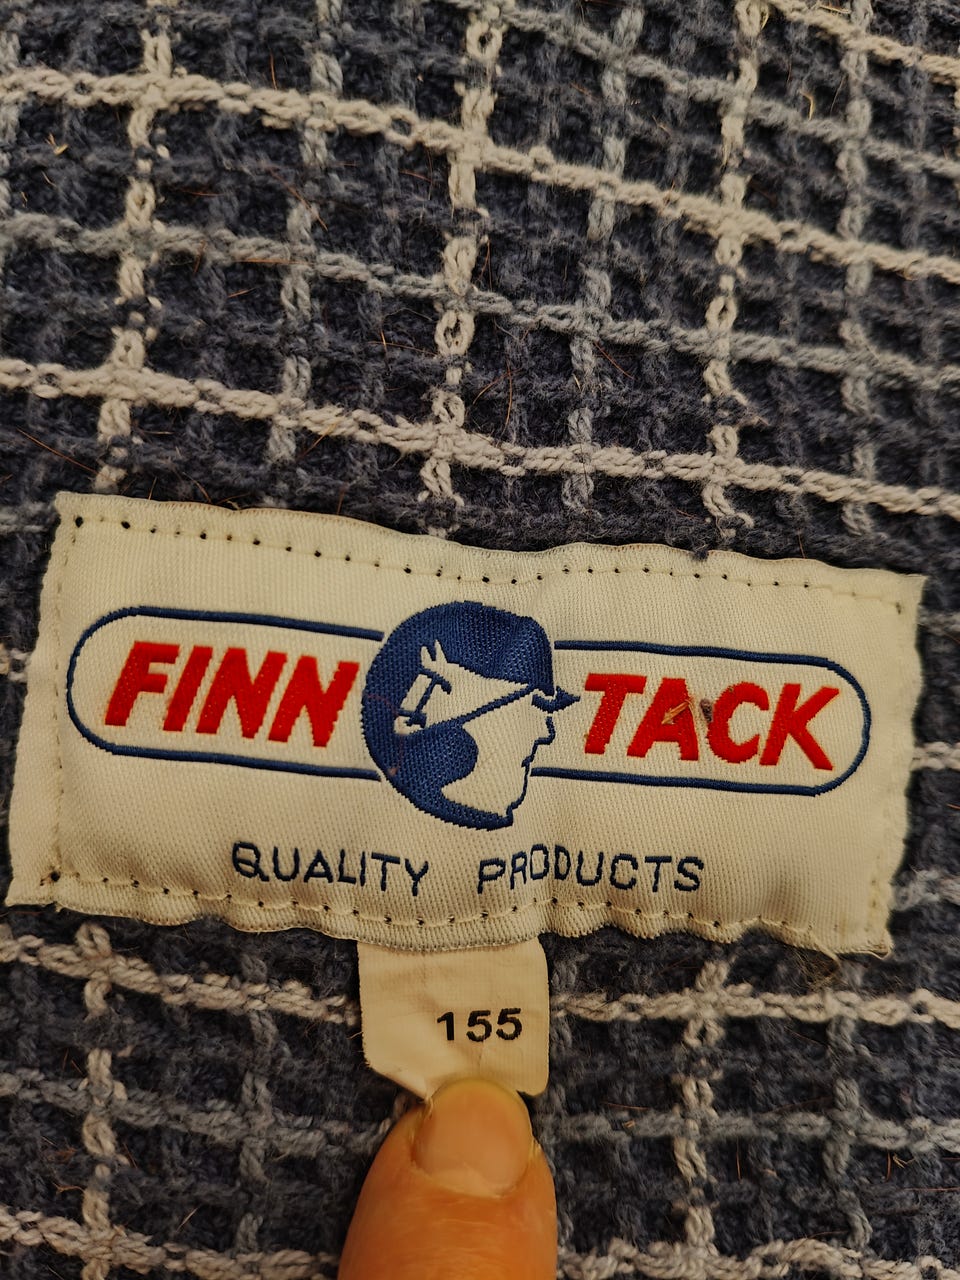 FINN TACK
QUALITY PRODUCTS
155